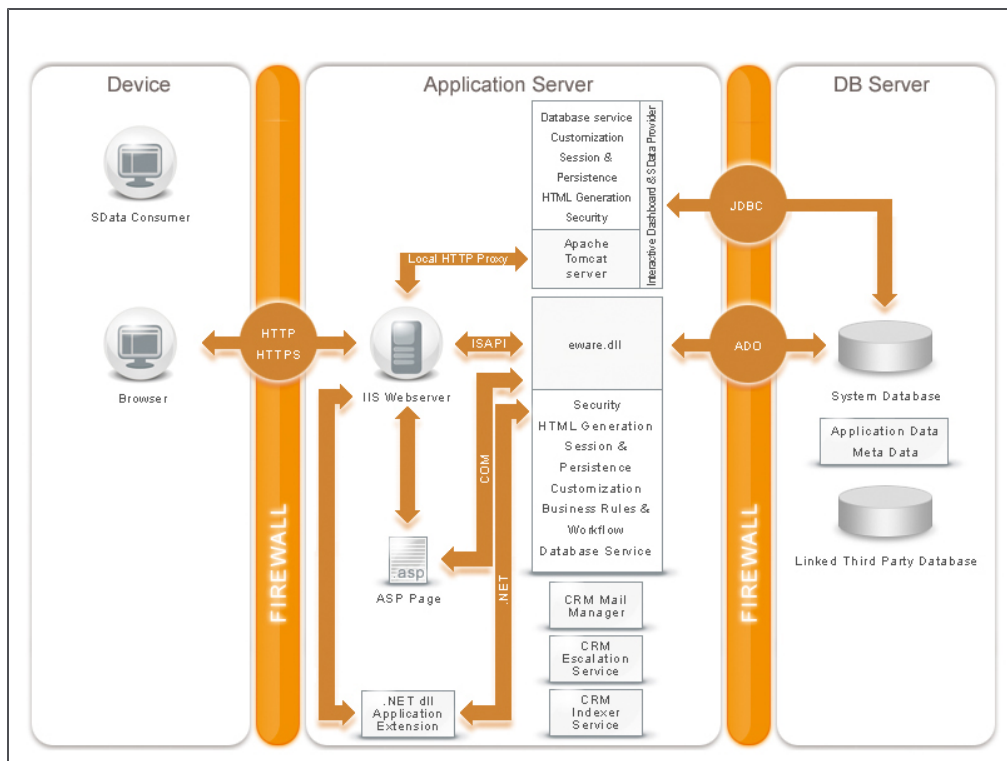 Device
SData Consumer
Browser
FIREWALL
HTTP
HTTPS
Application Server
Database service
Customization
Session &
Persistence
HTML Generation
Security
Apache
Tomcat
server
Interactive Dashboard & SData Provider
Local HTTP Proxy
IIS Webserver
ISAPI
eware.dll
Security
HTML Generation
Session &
Persistence
Customization
Business Rules &
Workflow
Database Service
COM
.NET
.asp
ASP Page
.NET dll
Application
Extension
CRM Mail
Manager
CRM
Escalation
Service
CRM
Indexer
Service
FIREWALL
JDBC
ADO
DB Server
System Database
Application Data
Meta Data
Linked Third Party Database